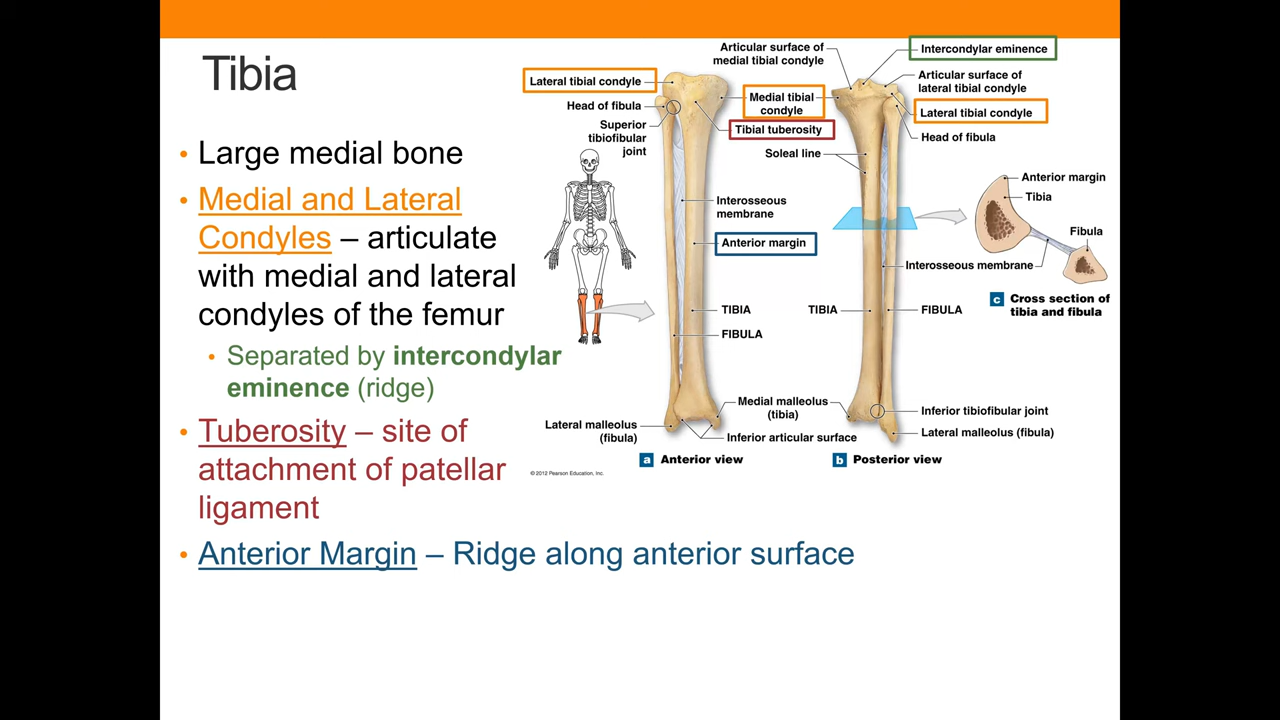 Tibia
• Large medial bone
• Medial and Lateral
Condyles – articulate
with medial and lateral
condyles of the femur
• Separated by intercondylar
eminence (ridge)
• Tuberosity – site of
attachment of patellar
ligament
• Anterior Margin – Ridge along anterior surface
Lateral tibial condyle
Head of fibula
Superior
tibiofibular
joint
Medial tibial
condyle
Tibial tuberosity
Interosseous
membrane
Anterior margin
TIBIA
FIBULA
Medial malleolus
(tibia)
Lateral malleolus
(fibula)
Inferior articular surface
a Anterior view
© 2012 Pearson Education, Inc.
Articular surface of
medial tibial condyle
Intercondylar eminence
Articular surface of
lateral tibial condyle
Lateral tibial condyle
Head of fibula
Soleal line
Interosseous membrane
TIBIA
FIBULA
Inferior tibiofibular joint
Lateral malleolus (fibula)
b Posterior view
Anterior margin
Tibia
Fibula
c Cross section of
tibia and fibula